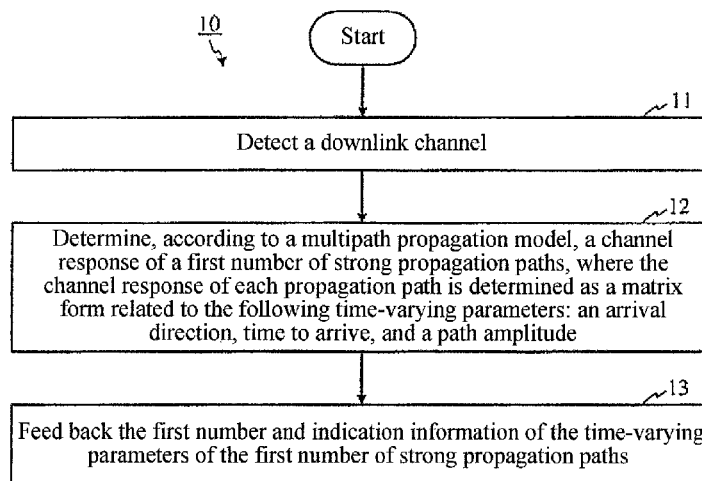 10
Start
11
Detect a downlink channel
12
Determine, according to a multipath propagation model, a channel
response of a first number of strong propagation paths, where the
channel response of each propagation path is determined as a matrix
form related to the following time-varying parameters: an arrival
direction, time to arrive, and a path amplitude
13
Feed back the first number and indication information of the time-varying
parameters of the first number of strong propagation paths